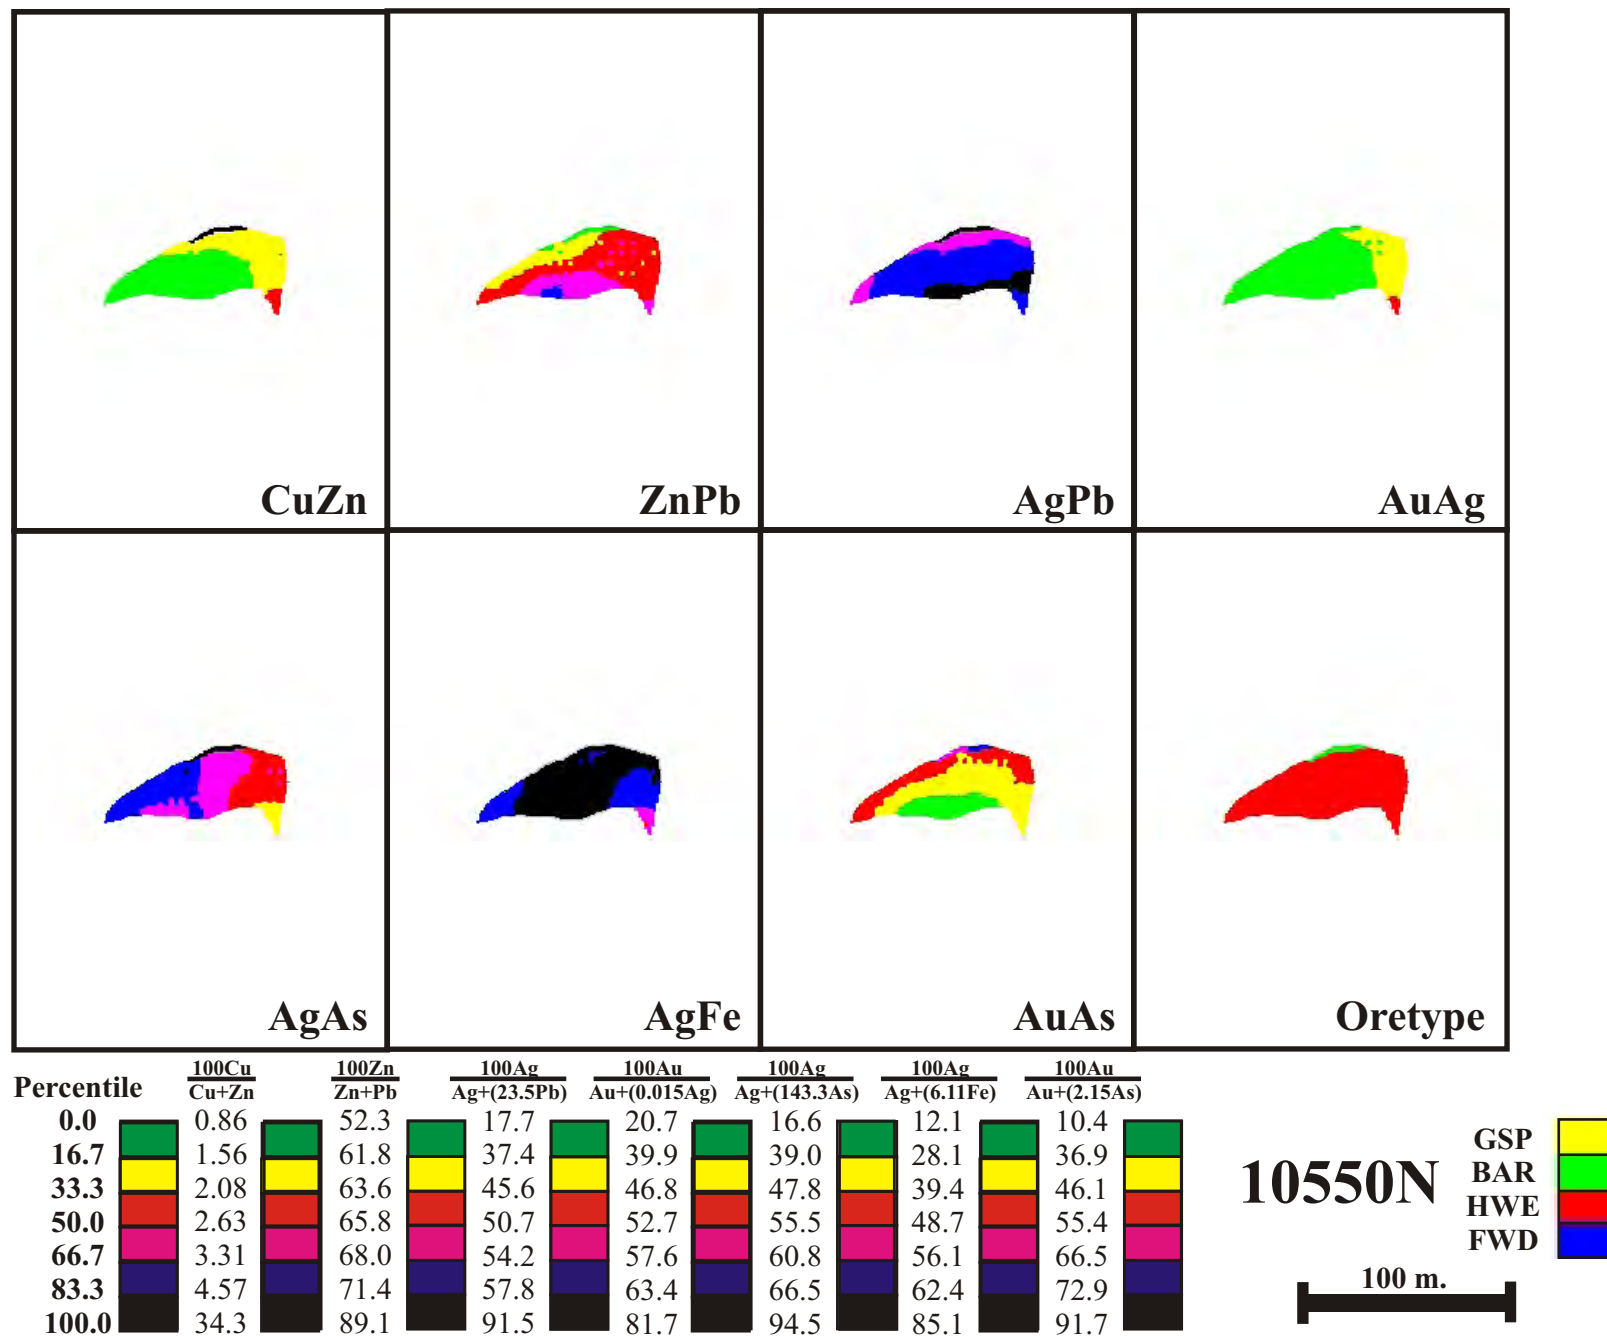 CuZn ZnPb AgPb AuAg
AgAs AgFe AuAs Oretype
Percentile 100Cu 100Zn 100Ag 100Au 100Ag 100Ag 100Au
Cu+Zn Zn+Pb Ag+(23.5Pb) Au+(0.015Ag) Ag+(143.3As) Ag+(6.11Fe) Au+(2.15As)
0.0 0.86 52.3 17.7 20.7 16.6 12.1 10.4
16.7 1.56 61.8 37.4 39.9 39.0 28.1 36.9
33.3 2.08 63.6 45.6 46.8 47.8 39.4 46.1
50.0 2.63 65.8 50.7 52.7 55.5 48.7 55.4
66.7 3.31 68.0 54.2 57.6 60.8 56.1 66.5
83.3 4.57 71.4 57.8 63.4 66.5 62.4 72.9
100.0 34.3 89.1 91.5 81.7 94.5 85.1 91.7
10550N
GSP
BAR
HWE
FWD
100 m.